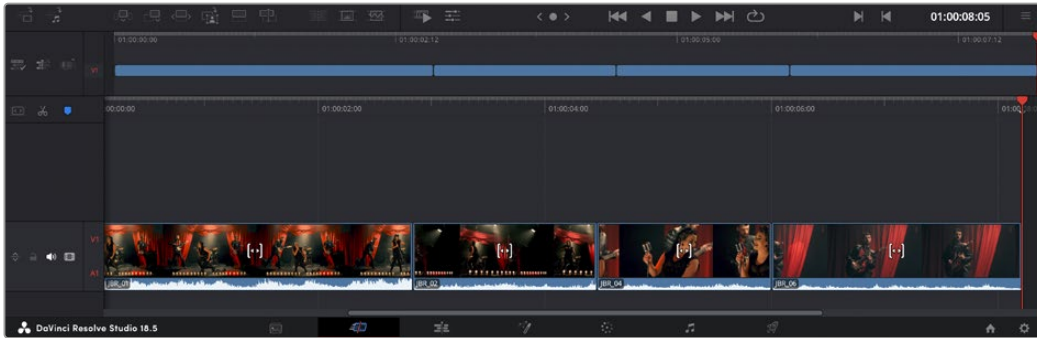 01:00:08:05
01:00:00:00 01:00:02:12 01:00:05:00 01:00:07:12
V1
00:00:00 01:00:02:00 01:00:04:00 01:00:06:00
V1
A1
JBR_01 JBR_02 JBR_04 JBR_06
DaVinci Resolve Studio 18.5